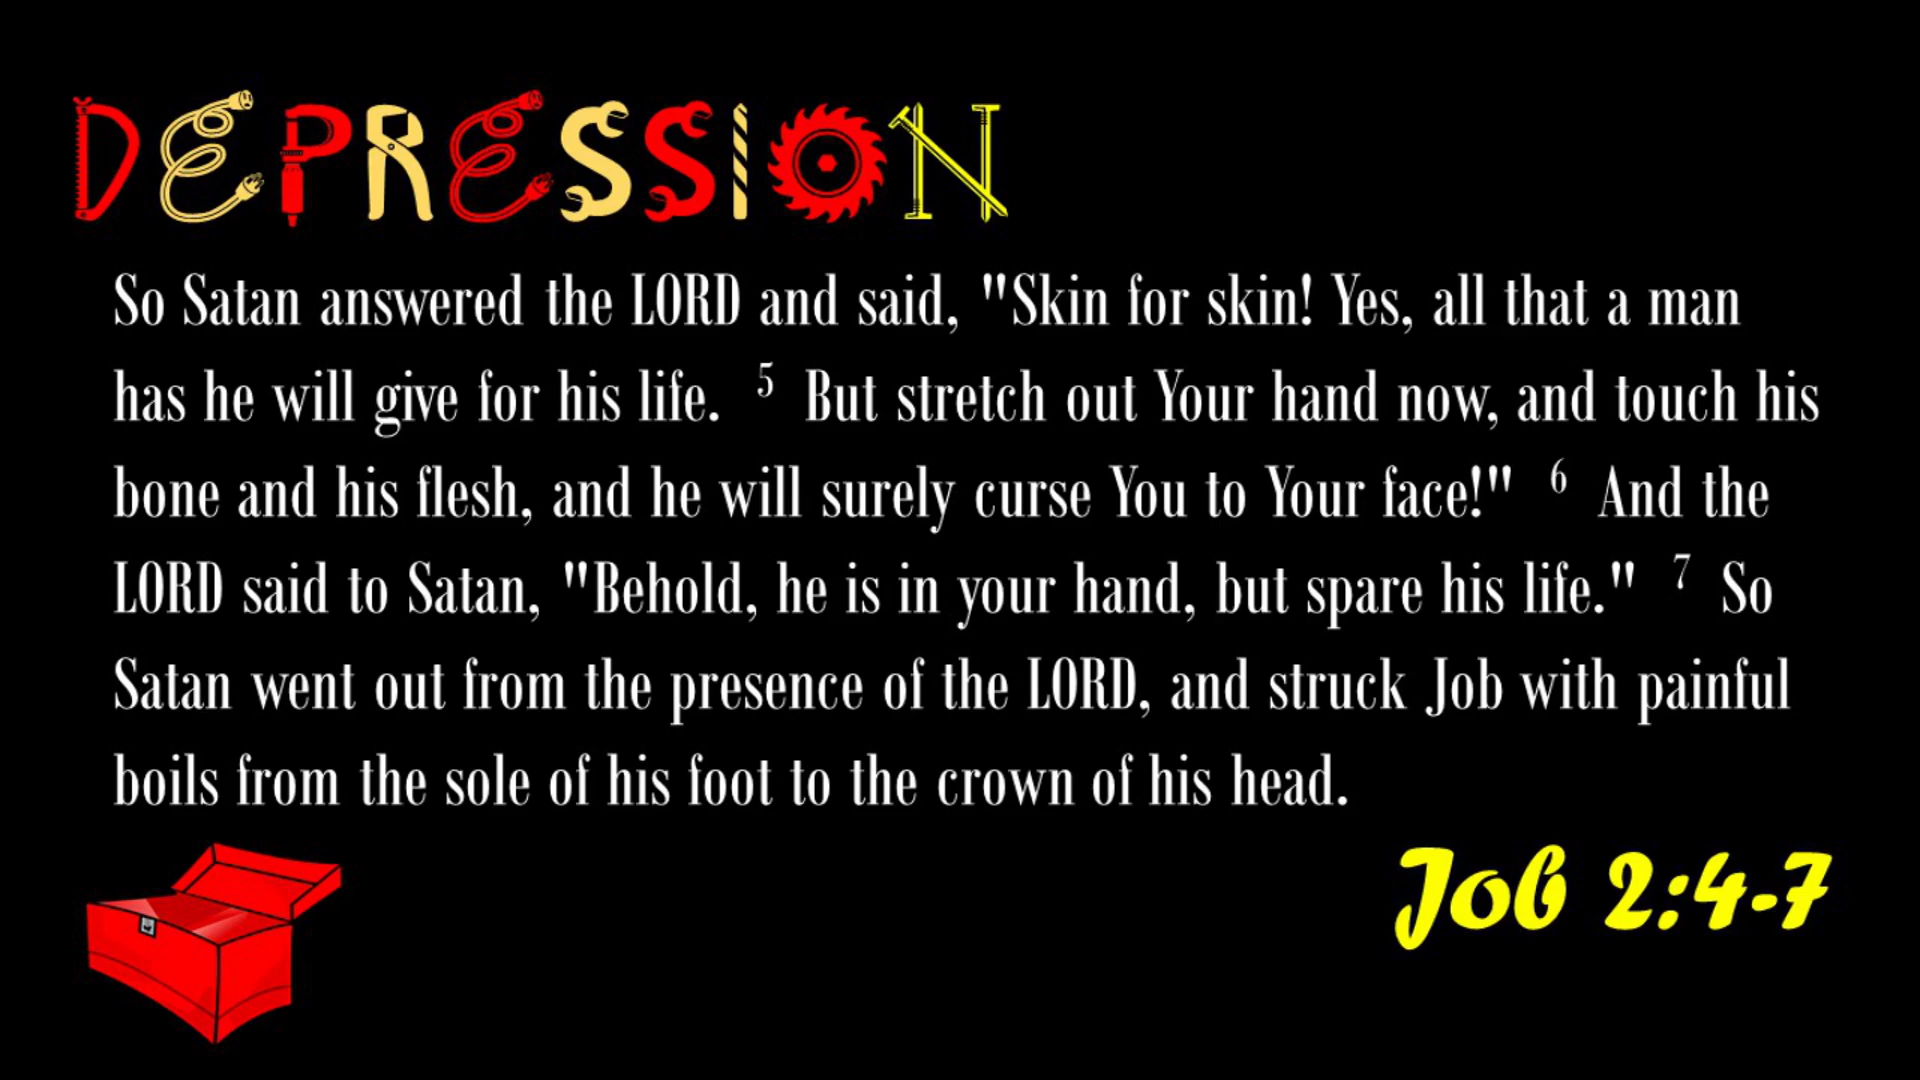 DEPRESSION
So Satan answered the LORD and said, "Skin for skin! Yes, all that a man
has he will give for his life. 5 But stretch out Your hand now, and touch his
bone and his flesh, and he will surely curse You to Your face!" 6 And the
LORD said to Satan, "Behold, he is in your hand, but spare his life." 7 So
Satan went out from the presence of the LORD, and struck Job with painful
boils from the sole of his foot to the crown of his head.
Job 2:4-7